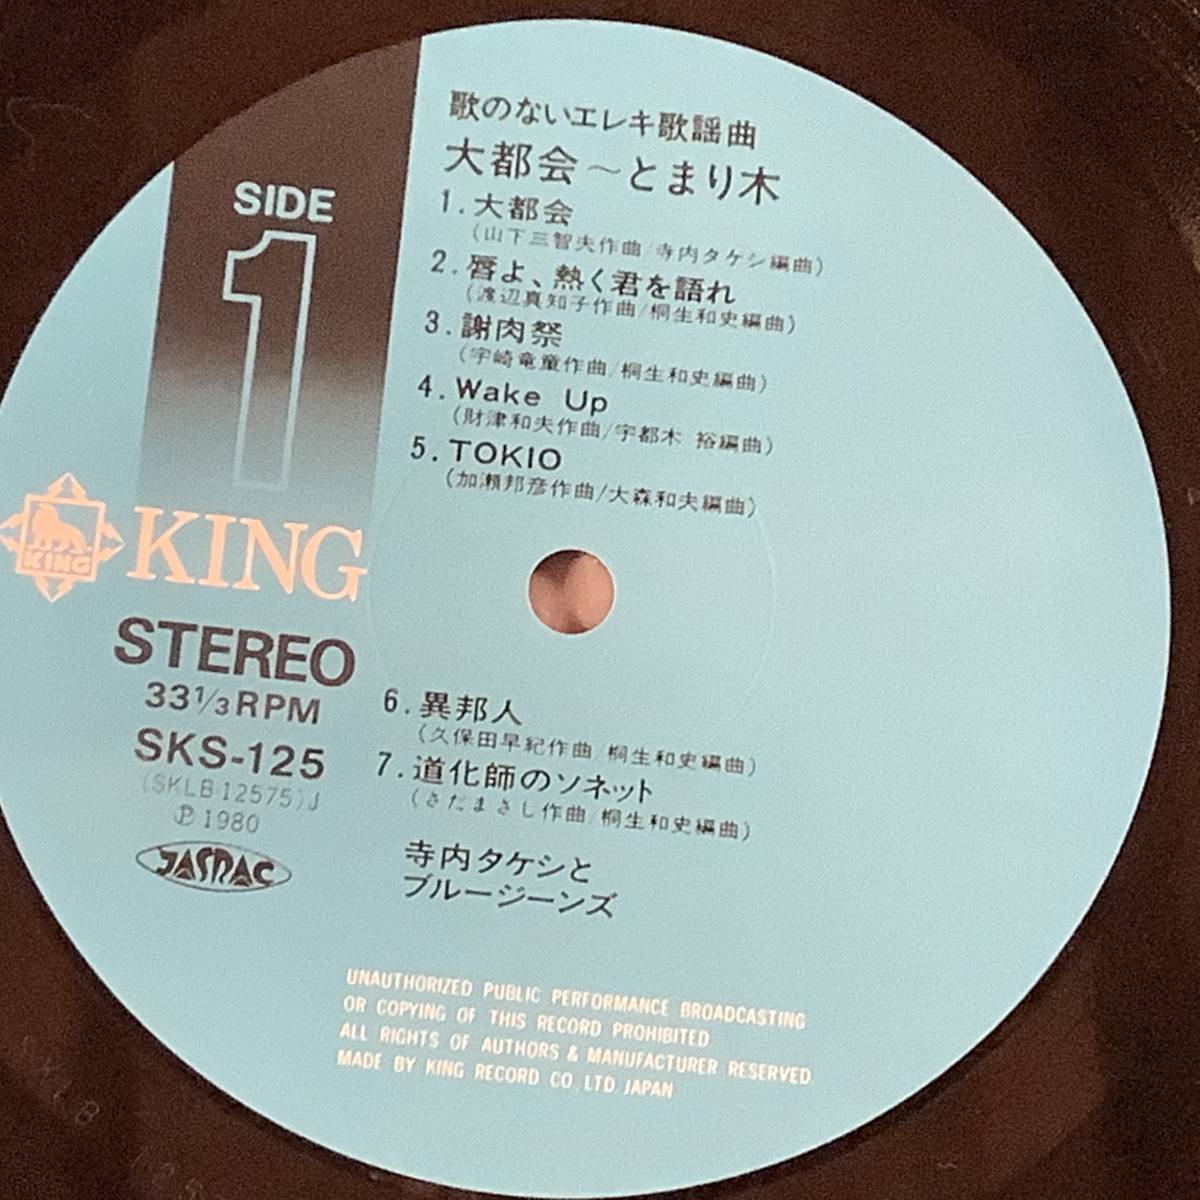 歌のないエレキ歌謡曲
大都会~とまり木
1. 大都会
(山下三智夫作曲/寺内タケシ編曲)
2. 唇よ、熱く君を語れ
(渡辺真知子作曲/桐生和史編曲)
3. 謝肉祭
(宇崎竜童作曲/桐生和史編曲)
4. Wake Up
(財津和夫作曲/宇都木 裕編曲)
5. TOKIO
(加瀬邦彦作曲/大森和夫編曲)
SIDE
1
KING
KING
STEREO
33 1/3 RPM
SKS-125
(SKLB 12575)J
Ⓟ 1980
JASRAC
6. 異邦人
(久保田早紀作曲/桐生和史編曲)
7. 道化師のソネット
(さだまさし作曲/桐生和史編曲)
寺内タケシと
ブルージーンズ
UNAUTHORIZED PUBLIC PERFORMANCE BROADCASTING
OR COPYING OF THIS RECORD PROHIBITED
ALL RIGHTS OF AUTHORS & MANUFACTURER RESERVED
MADE BY KING RECORD CO., LTD. JAPAN